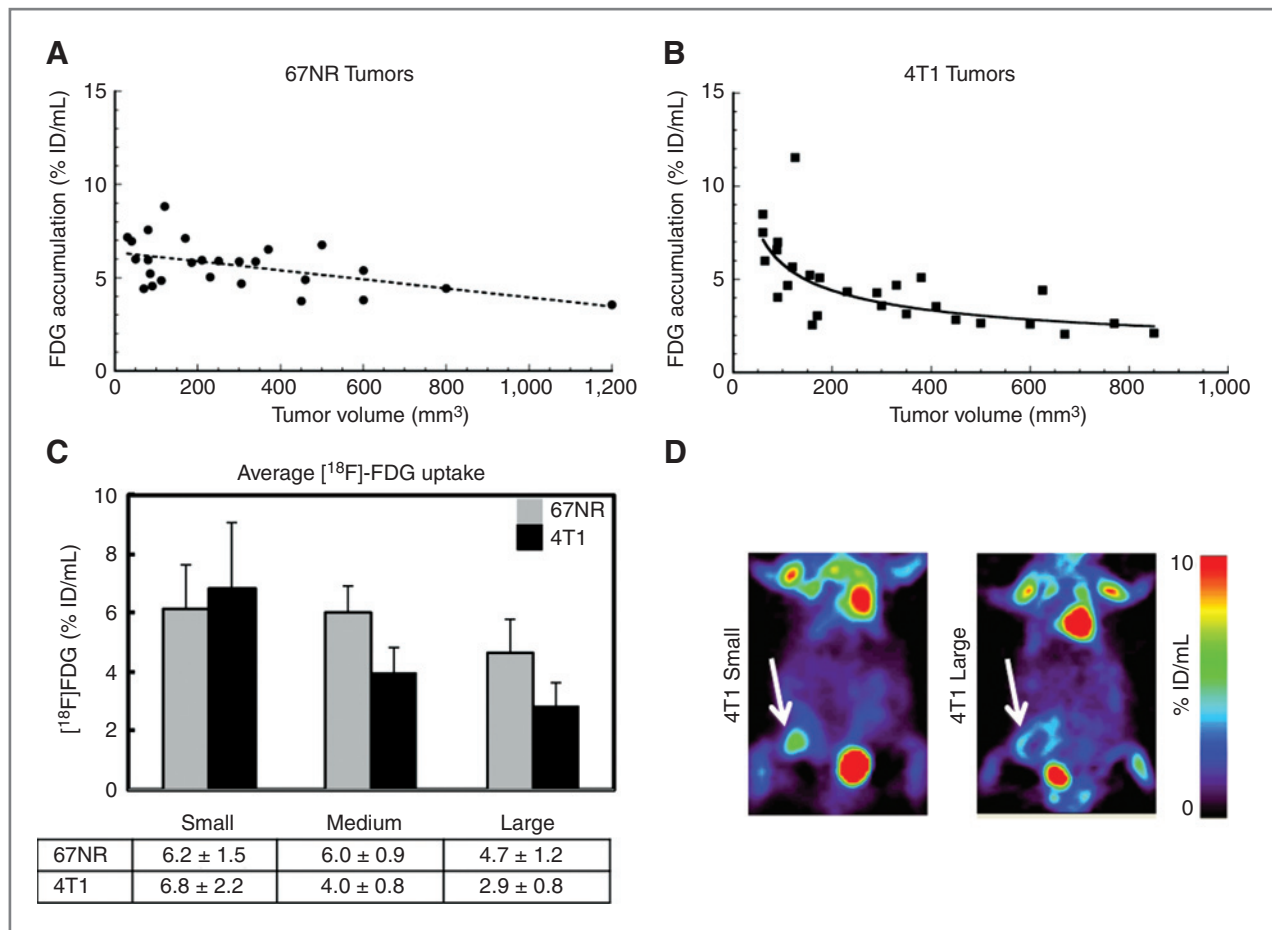 A
67NR Tumors
FDG accumulation (% ID/mL)
15
10
5
0
0 200 400 600 800 1,000 1,200
Tumor volume (mm³)
B
4T1 Tumors
FDG accumulation (% ID/mL)
15
10
5
0
0 200 400 600 800 1,000
Tumor volume (mm³)
C
Average [¹⁸F]-FDG uptake
[¹⁸F]FDG (% ID/mL)
10
8
6
4
2
0
67NR
4T1
Small Medium Large
67NR 6.2 ± 1.5 6.0 ± 0.9 4.7 ± 1.2
4T1 6.8 ± 2.2 4.0 ± 0.8 2.9 ± 0.8
D
4T1 Small
4T1 Large
10
% ID/mL
0